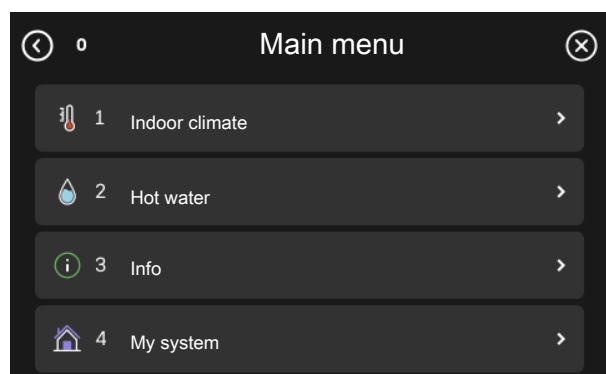 0 Main menu
1 Indoor climate
2 Hot water
3 Info
4 My system